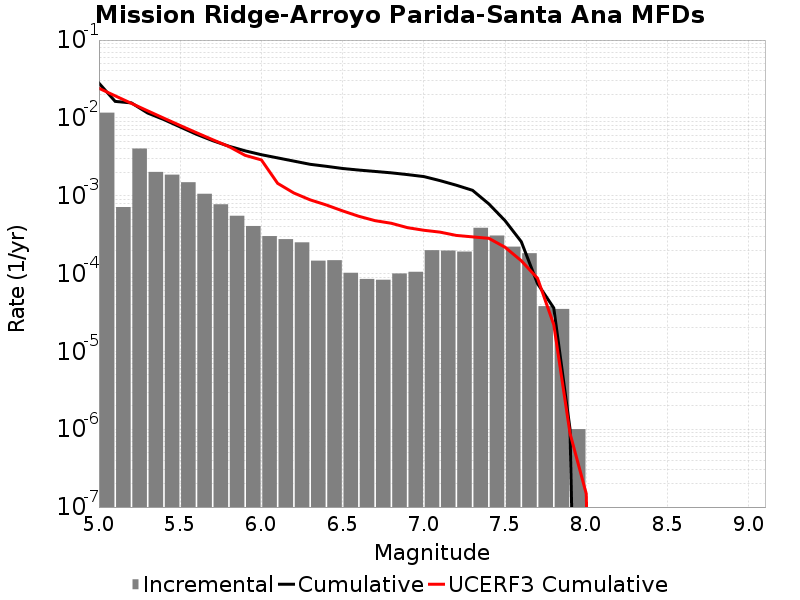 Mission Ridge-Arroyo Parida-Santa Ana MFDs
10-1
10-2
10-3
10-4
10-5
10-6
10-7
Rate (1/yr)
5.0 5.5 6.0 6.5 7.0 7.5 8.0 8.5 9.0
Magnitude
Incremental Cumulative UCERF3 Cumulative